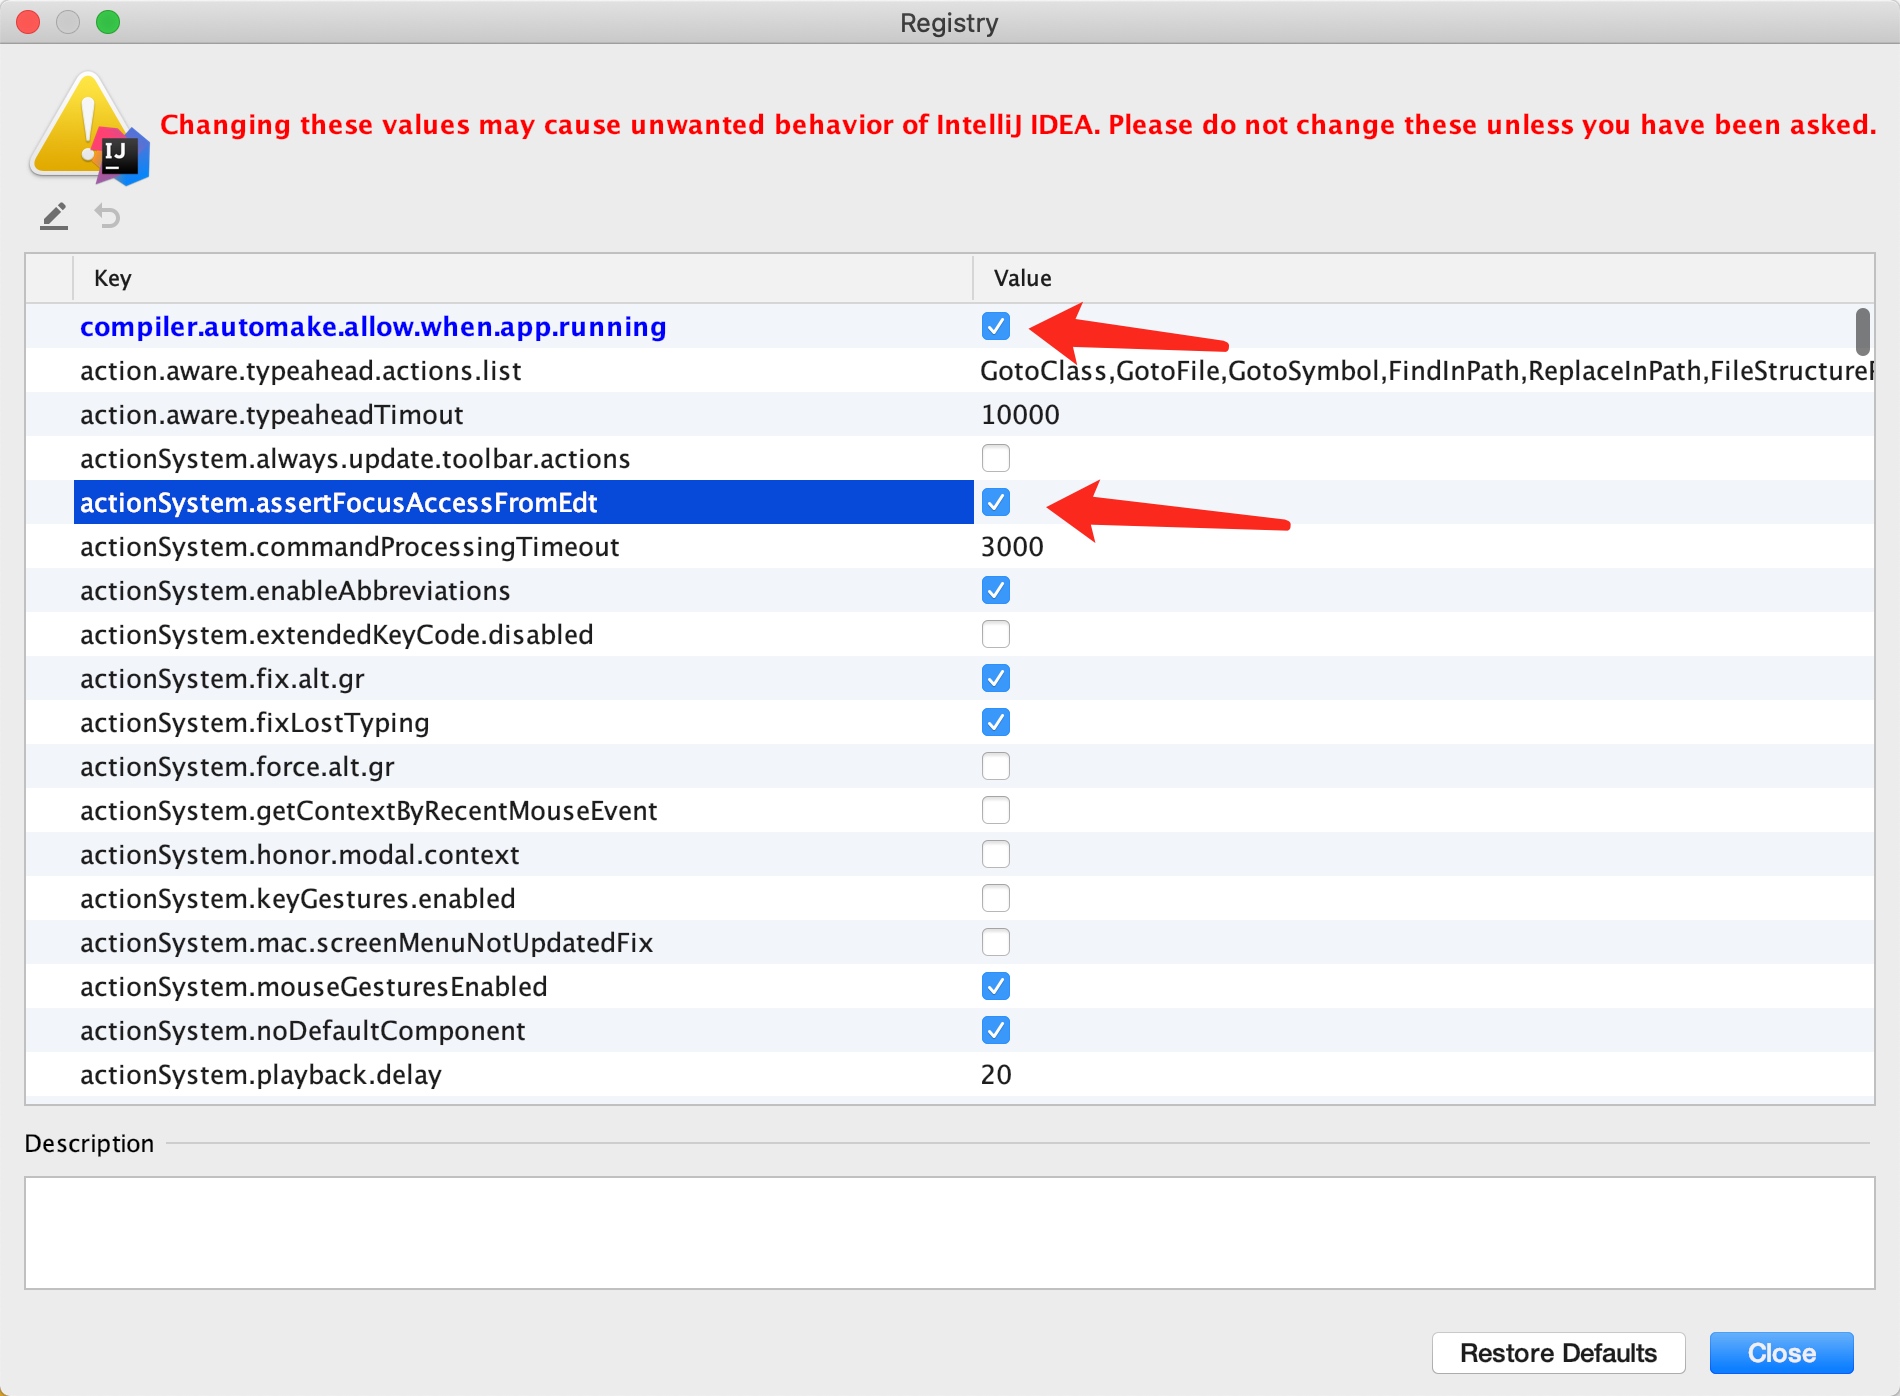 Registry
Changing these values may cause unwanted behavior of IntelliJ IDEA. Please do not change these unless you have been asked.
IJ
Key Value
compiler.automake.allow.when.app.running
action.aware.typeahead.actions.list GotoClass,GotoFile,GotoSymbol,FindInPath,ReplaceInPath,FileStructureP
action.aware.typeaheadTimout 10000
actionSystem.always.update.toolbar.actions
actionSystem.assertFocusAccessFromEdt
actionSystem.commandProcessingTimeout 3000
actionSystem.enableAbbreviations
actionSystem.extendedKeyCode.disabled
actionSystem.fix.alt.gr
actionSystem.fixLostTyping
actionSystem.force.alt.gr
actionSystem.getContextByRecentMouseEvent
actionSystem.honor.modal.context
actionSystem.keyGestures.enabled
actionSystem.mac.screenMenuNotUpdatedFix
actionSystem.mouseGesturesEnabled
actionSystem.noDefaultComponent
actionSystem.playback.delay 20
Description
Restore Defaults Close